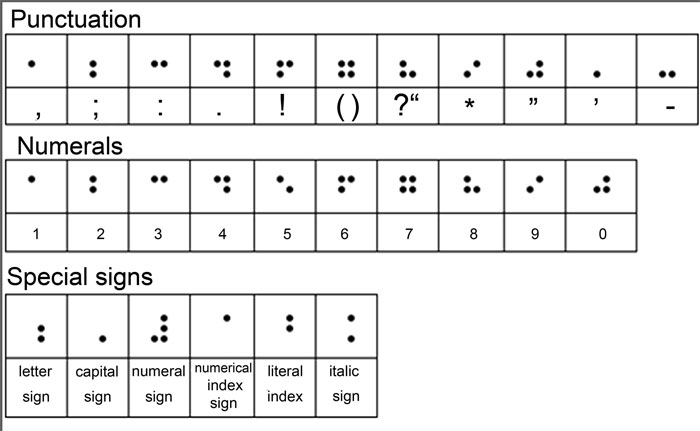 Punctuation
, ; : . ! ( ) ?“ * ” ’ -
Numerals
1 2 3 4 5 6 7 8 9 0
Special signs
letter sign
capital sign
numeral sign
numerical index sign
literal index
italic sign